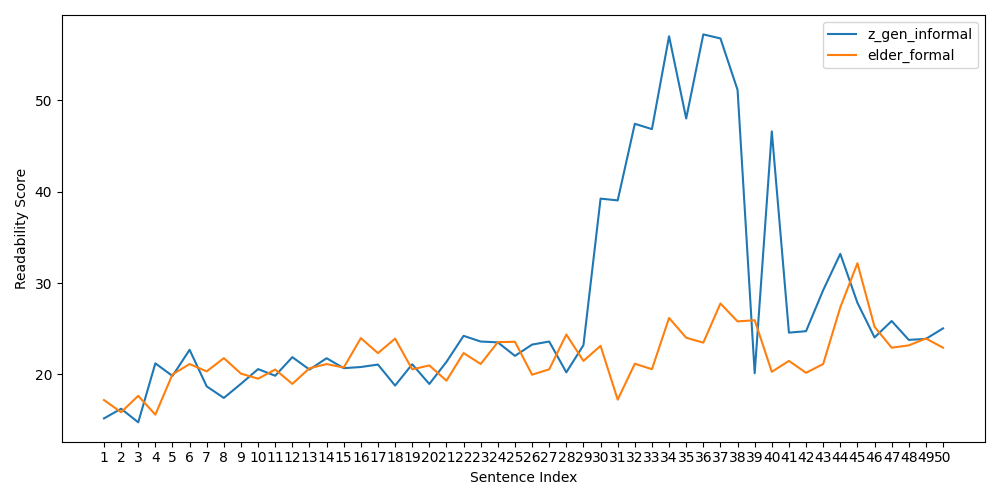 z_gen_informal
elder_formal
50
40
30
20
Readability Score
1 2 3 4 5 6 7 8 9 10 11 12 13 14 15 16 17 18 19 20 21 22 23 24 25 26 27 28 29 30 31 32 33 34 35 36 37 38 39 40 41 42 43 44 45 46 47 48 49 50
Sentence Index